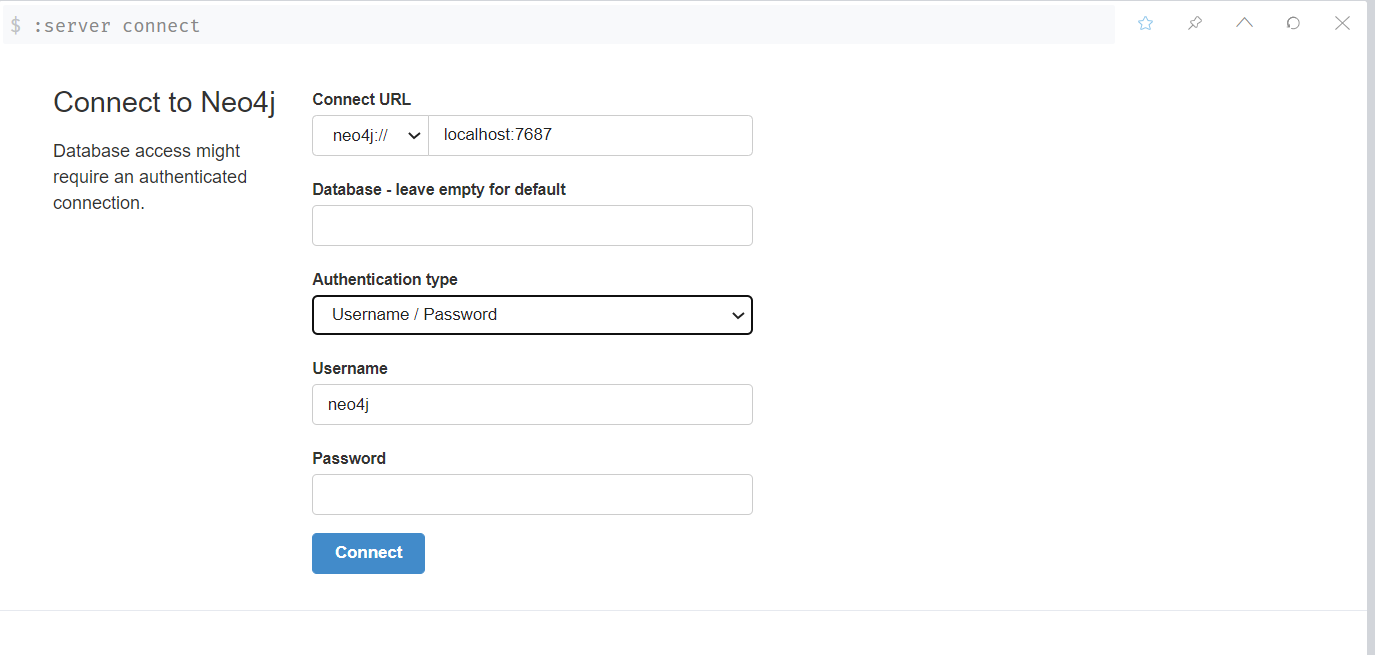 $ :server connect
Connect to Neo4j
Database access might
require an authenticated
connection.
Connect URL
neo4j://
localhost:7687
Database - leave empty for default
Authentication type
Username / Password
Username
neo4j
Password
Connect